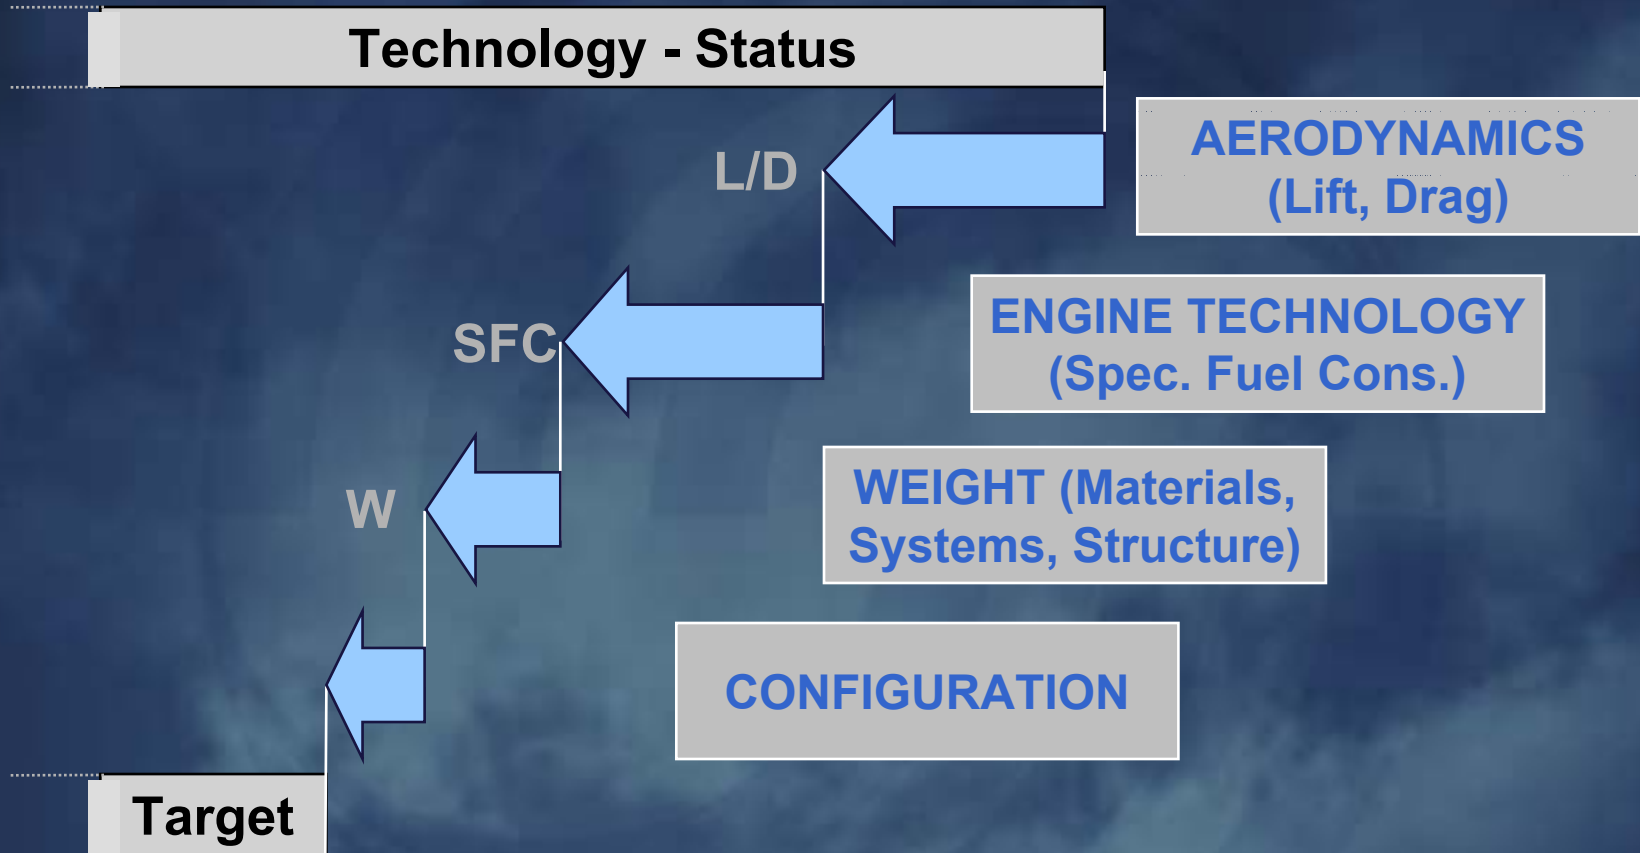 Technology - Status
L/D
AERODYNAMICS
(Lift, Drag)
SFC
ENGINE TECHNOLOGY
(Spec. Fuel Cons.)
W
WEIGHT (Materials,
Systems, Structure)
CONFIGURATION
Target